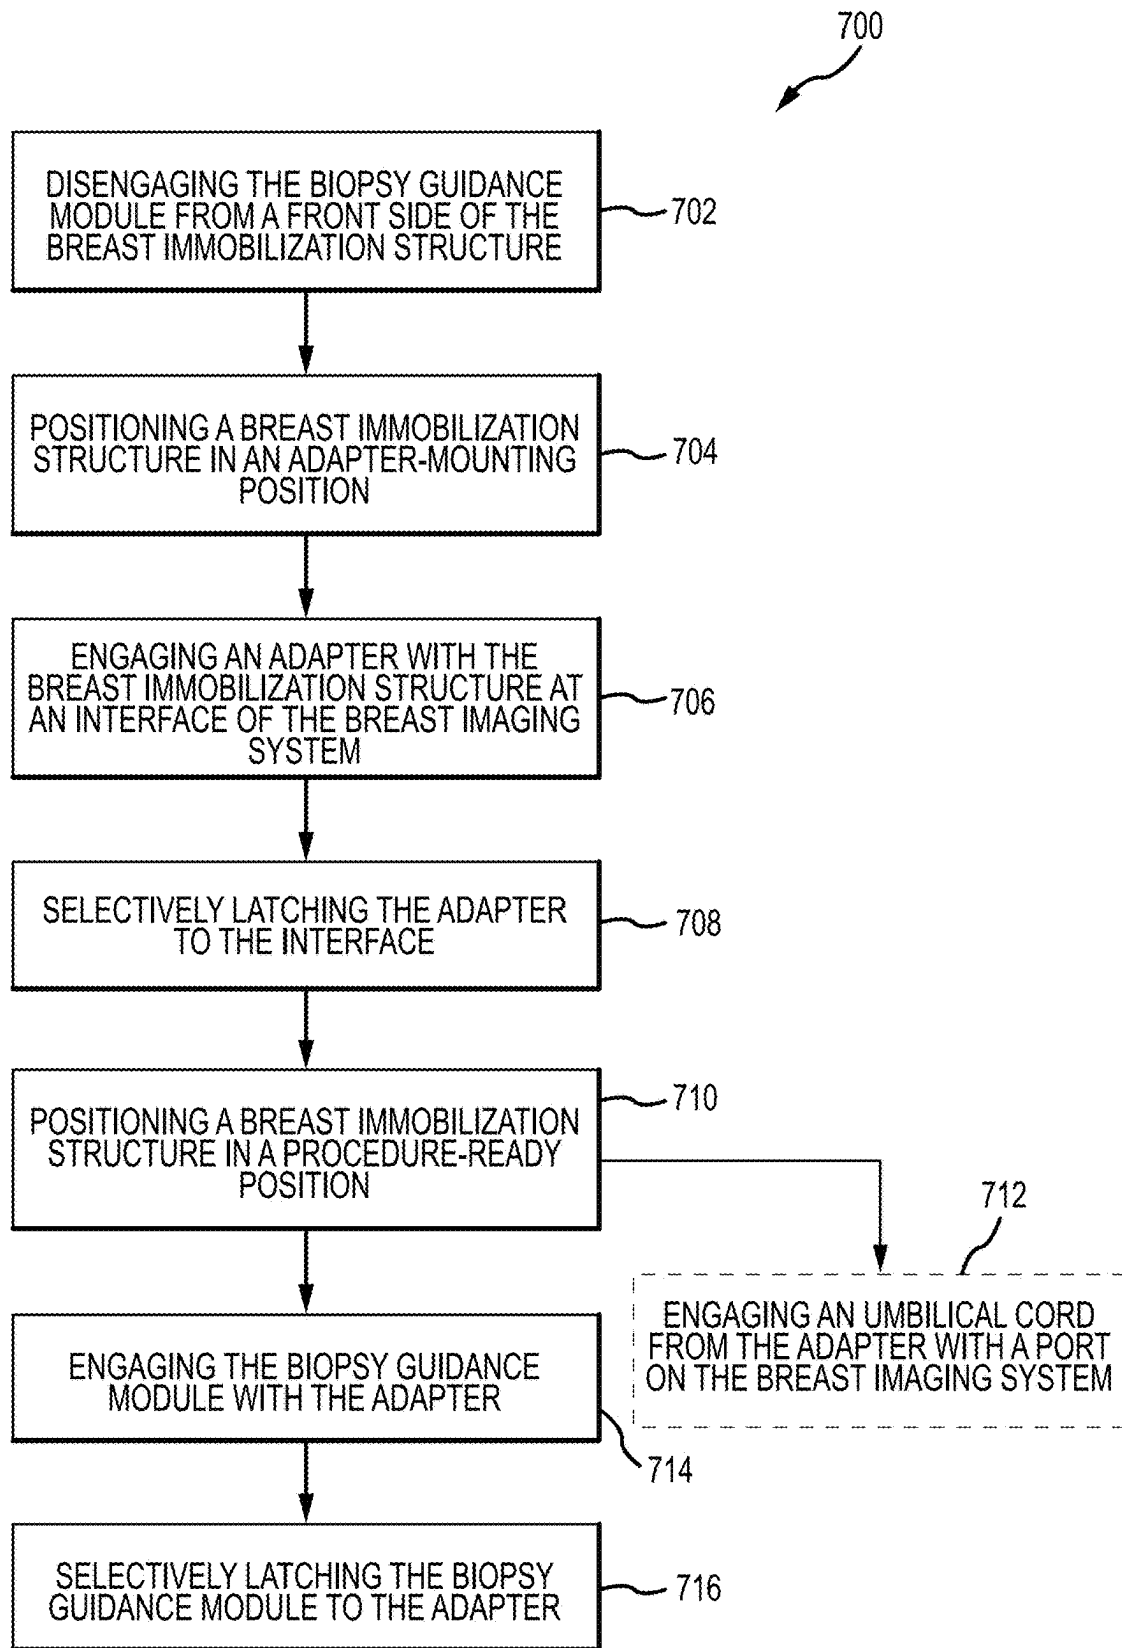 700
DISENGAGING THE BIOPSY GUIDANCE
MODULE FROM A FRONT SIDE OF THE
BREAST IMMOBILIZATION STRUCTURE
702
POSITIONING A BREAST IMMOBILIZATION
STRUCTURE IN AN ADAPTER-MOUNTING
POSITION
704
ENGAGING AN ADAPTER WITH THE
BREAST IMMOBILIZATION STRUCTURE AT
AN INTERFACE OF THE BREAST IMAGING
SYSTEM
706
SELECTIVELY LATCHING THE ADAPTER
TO THE INTERFACE
708
POSITIONING A BREAST IMMOBILIZATION
STRUCTURE IN A PROCEDURE-READY
POSITION
710
712
ENGAGING AN UMBILICAL CORD
FROM THE ADAPTER WITH A PORT
ON THE BREAST IMAGING SYSTEM
ENGAGING THE BIOPSY GUIDANCE
MODULE WITH THE ADAPTER
714
SELECTIVELY LATCHING THE BIOPSY
GUIDANCE MODULE TO THE ADAPTER
716